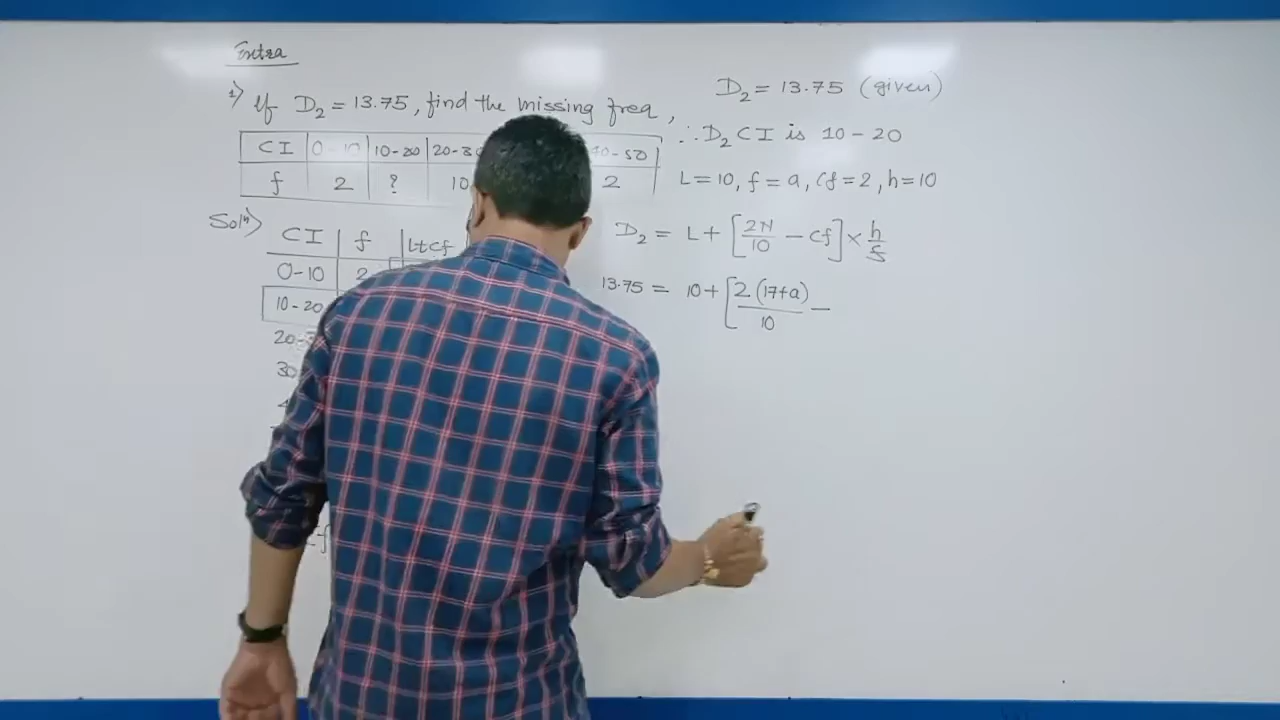 Extra
1) If D₂ = 13.75, find the missing freq,
CI 0-10 10-20 20-
f 2 ? 10 2
Solⁿ)
CI f Ltcf
0-10 2
10-20
20-
30
D₂ = 13.75 (given)
∴ D₂ CI is 10-20
L=10, f=a, Cf=2, h=10
D₂ = L + [2N/10 - Cf] × h/f
13.75 = 10 + [2(17+a)/10 -